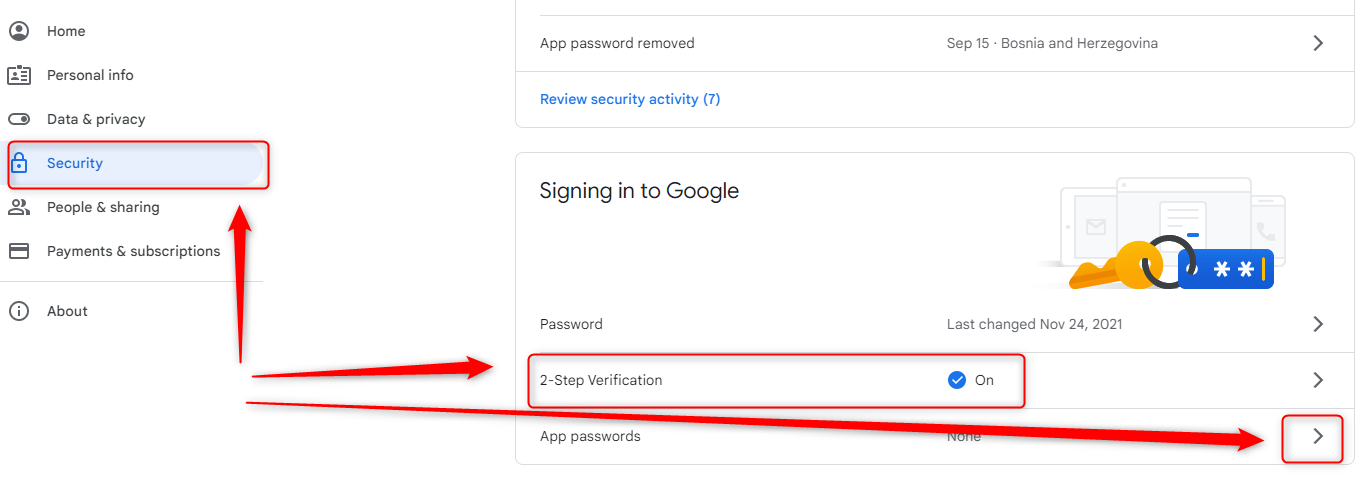 Home
Personal info
Data & privacy
Security
People & sharing
Payments & subscriptions
About
App password removed Sep 15 · Bosnia and Herzegovina
Review security activity (7)
Signing in to Google
**
Password Last changed Nov 24, 2021
2-Step Verification On
App passwords None